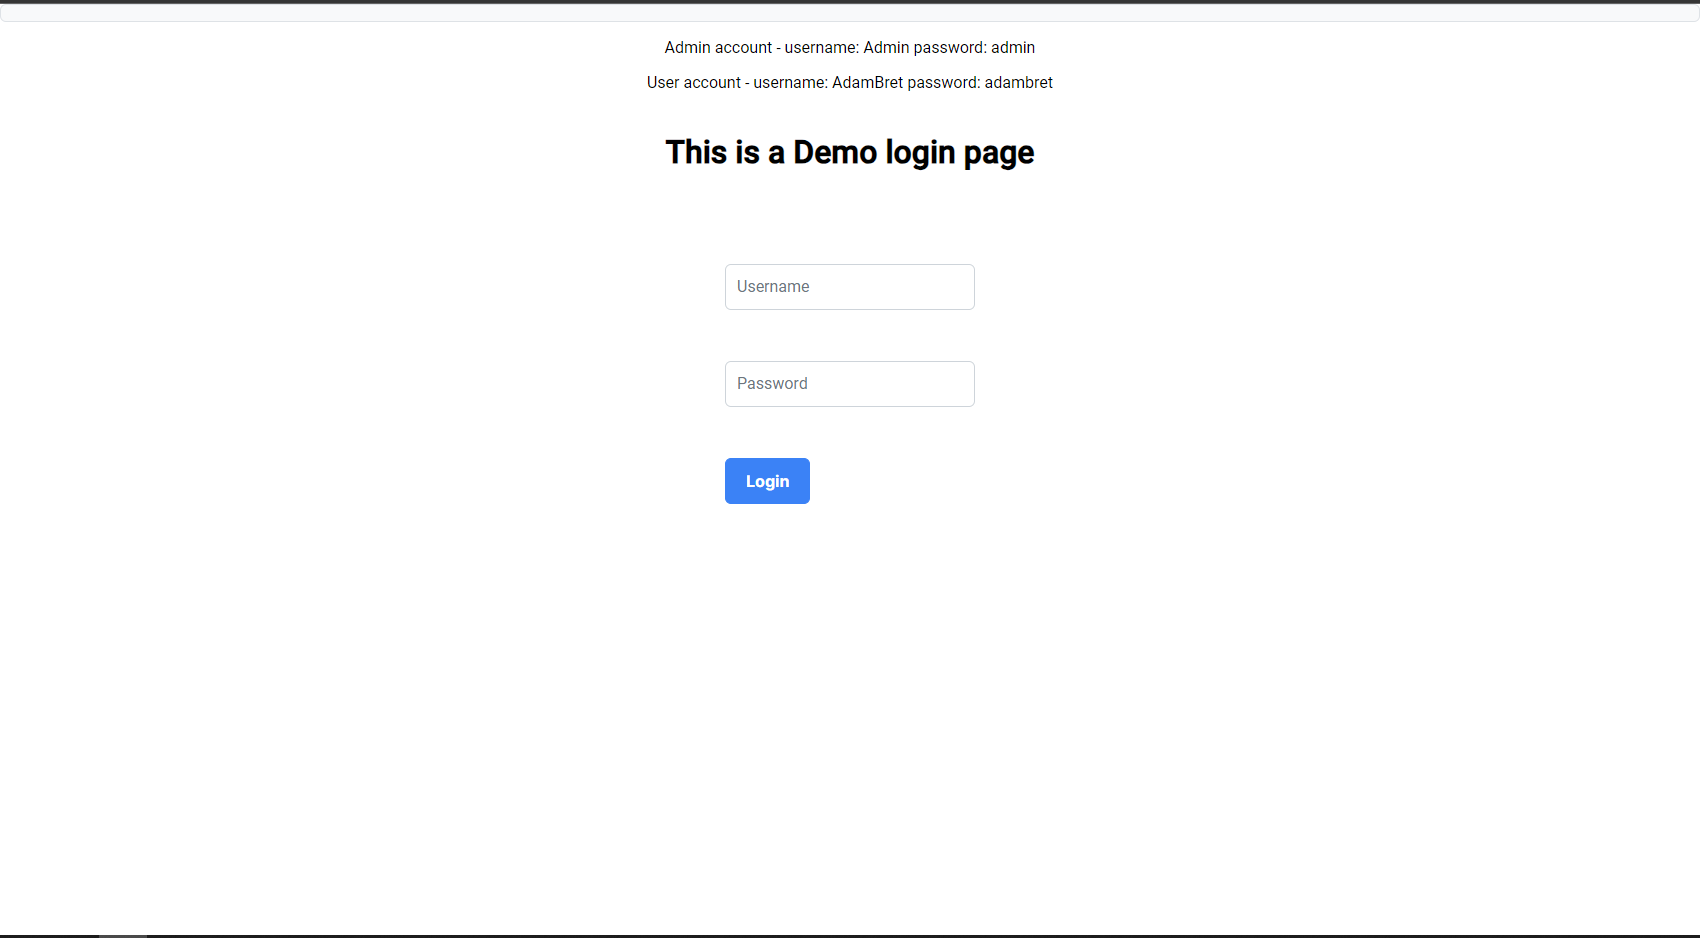 Admin account - username: Admin password: admin
User account - username: AdamBret password: adambret
This is a Demo login page
Username
Password
Login